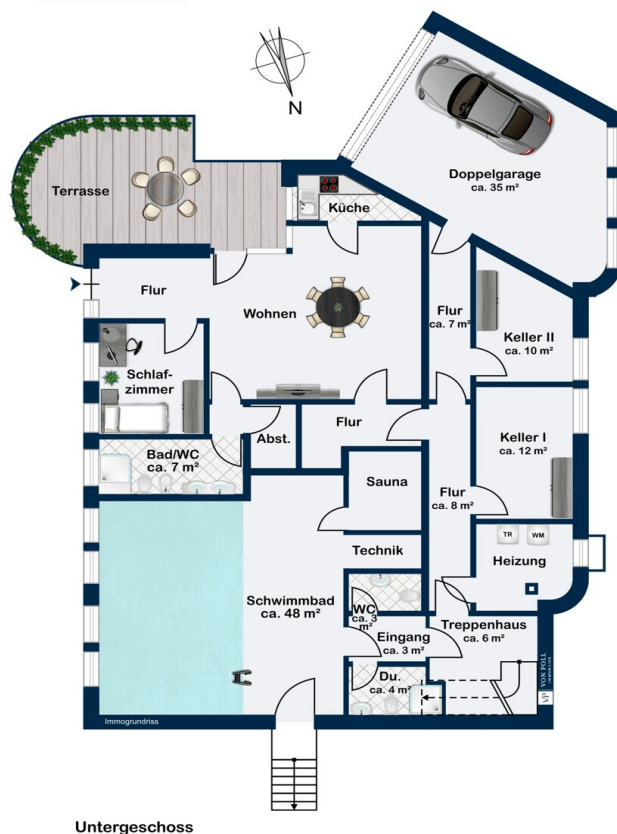 N
Doppelgarage
ca. 35 m²
Terrasse
Küche
Flur
Wohnen
Flur
ca. 7 m²
Keller II
ca. 10 m²
Schlaf-
zimmer
Abst.
Flur
Keller I
ca. 12 m²
Bad/WC
ca. 7 m²
Sauna
Flur
ca. 8 m²
Technik
TR
WM
Heizung
Schwimmbad
ca. 48 m²
WC
ca. 3
m²
Eingang
ca. 3 m²
Treppenhaus
ca. 6 m²
Du.
ca. 4 m²
VP VON POLL
IMMOBILIEN
Immogrundriss
Untergeschoss